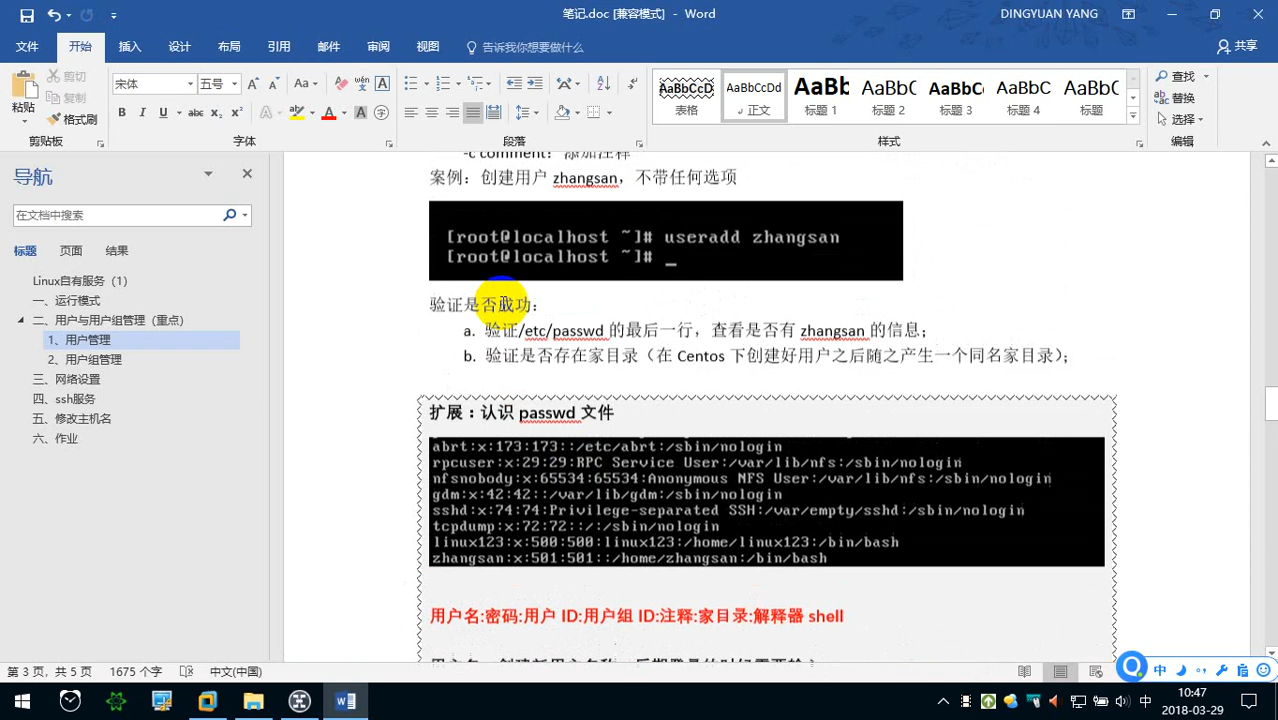 笔记.doc [兼容模式] - Word
DINGYUAN YANG
文件 开始 插入 设计 布局 引用 邮件 审阅 视图 告诉我你想要做什么 共享
粘贴 剪切 复制 格式刷
宋体 五号
B I U abc x₂ x² A
AaBbCcD 表格
AaBbCcDd 正文
AaBb 标题 1
AaBbC 标题 2
AaBbC 标题 3
AaBbC 标题 4
AaBbC 标题
查找
替换
选择
剪贴板 字体 段落 样式 编辑
导航
在文档中搜索
标题 页面 结果
Linux自有服务（1）
一、运行模式
二、用户与用户组管理（重点）
1、用户管理
2、用户组管理
三、网络设置
四、ssh服务
五、修改主机名
六、作业
-c comment：添加注释
案例：创建用户 zhangsan，不带任何选项
[root@localhost ~]# useradd zhangsan
[root@localhost ~]# _
验证是否成功：
a. 验证/etc/passwd 的最后一行，查看是否有 zhangsan 的信息；
b. 验证是否存在家目录（在 Centos 下创建好用户之后随之产生一个同名家目录）；
扩展：认识 passwd 文件
abrt:x:173:173::/etc/abrt:/sbin/nologin
rpcuser:x:29:29:RPC Service User:/var/lib/nfs:/sbin/nologin
nfsnobody:x:65534:65534:Anonymous NFS User:/var/lib/nfs:/sbin/nologin
gdm:x:42:42::/var/lib/gdm:/sbin/nologin
sshd:x:74:74:Privilege-separated SSH:/var/empty/sshd:/sbin/nologin
tcpdump:x:72:72::/:/sbin/nologin
linux123:x:500:500:linux123:/home/linux123:/bin/bash
zhangsan:x:501:501::/home/zhangsan:/bin/bash
用户名:密码:用户 ID:用户组 ID:注释:家目录:解释器 shell
第 3 页，共 5 页 1675 个字 中文(中国)
中
中 10:47
2018-03-29